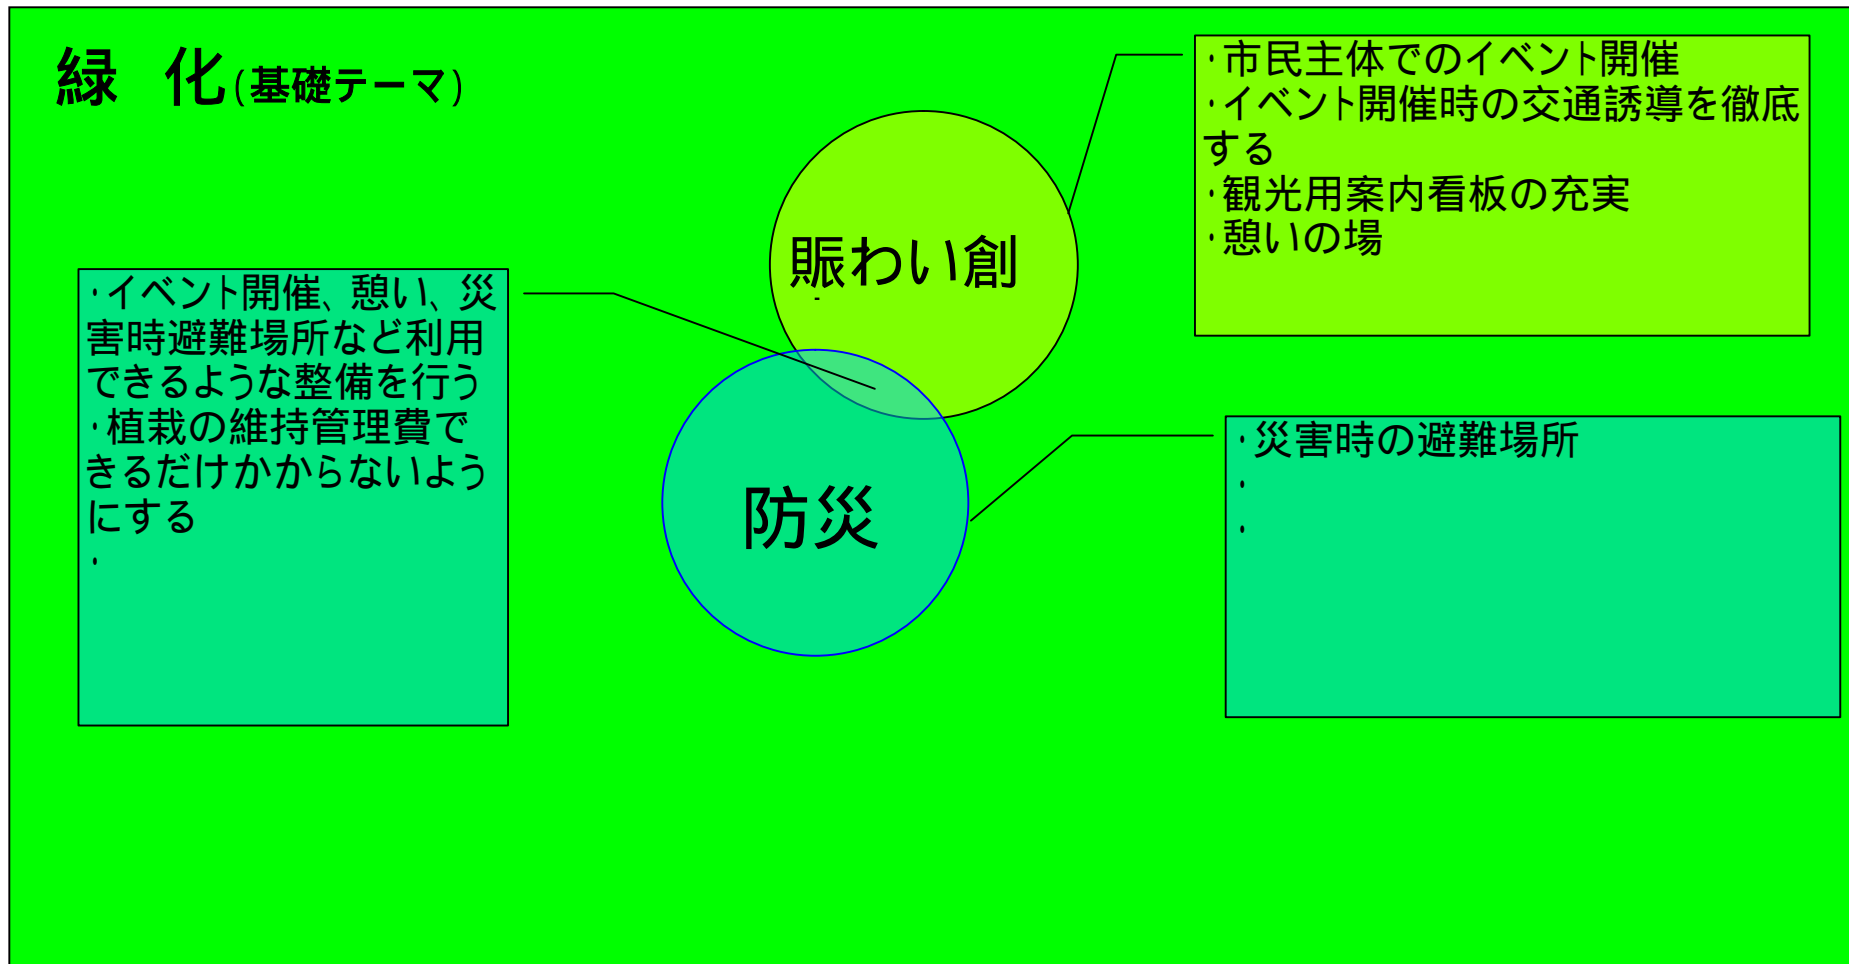 緑 化(基礎テーマ)
・市民主体でのイベント開催
・イベント開催時の交通誘導を徹底
する
・観光用案内看板の充実
・憩いの場
賑わい創
・イベント開催、憩い、災
害時避難場所など利用
できるような整備を行う
・植栽の維持管理費で
きるだけかからないよう
にする
・
防災
・災害時の避難場所
・
・